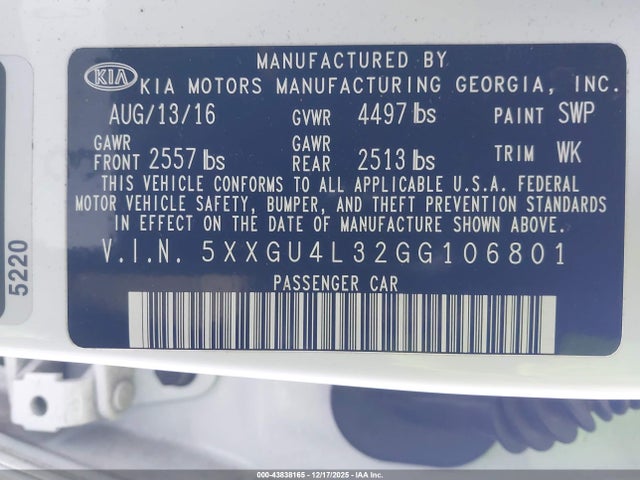 MANUFACTURED BY
KIA KIA MOTORS MANUFACTURING GEORGIA, INC.
AUG/13/16 GVWR 4497 lbs PAINT SWP
GAWR FRONT 2557 lbs GAWR REAR 2513 lbs TRIM WK
THIS VEHICLE CONFORMS TO ALL APPLICABLE U.S.A. FEDERAL
MOTOR VEHICLE SAFETY, BUMPER, AND THEFT PREVENTION STANDARDS
IN EFFECT ON THE DATE OF MANUFACTURE SHOWN ABOVE.
V.I.N. 5XXGU4L32GG106801
PASSENGER CAR
5220
000-43838165 - 12/17/2025 - IAA Inc.